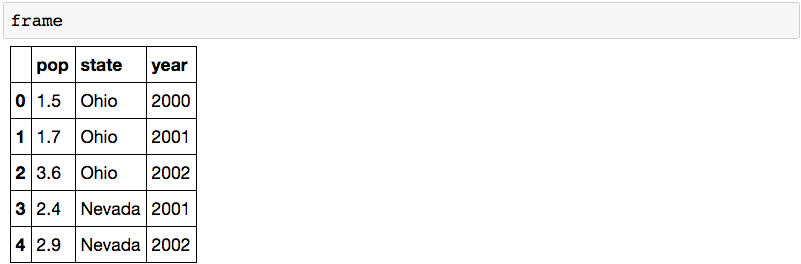 frame
pop state year
0 1.5 Ohio 2000
1 1.7 Ohio 2001
2 3.6 Ohio 2002
3 2.4 Nevada 2001
4 2.9 Nevada 2002